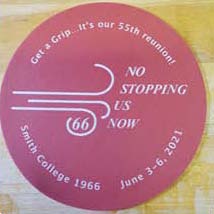 Get a Grip...It's our 55th reunion!
NO
STOPPING
US
NOW
66
Smith College 1966
June 3-6, 2021